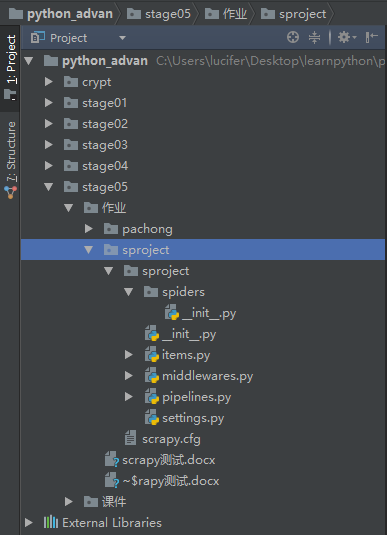 python_advan stage05 作业 sproject
Project
1: Project
7: Structure
python_advan C:\Users\lucifer\Desktop\learnpython\p
crypt
stage01
stage02
stage03
stage04
stage05
作业
pachong
sproject
sproject
spiders
__init__.py
__init__.py
items.py
middlewares.py
pipelines.py
settings.py
scrapy.cfg
scrapy测试.docx
~$rapy测试.docx
课件
External Libraries